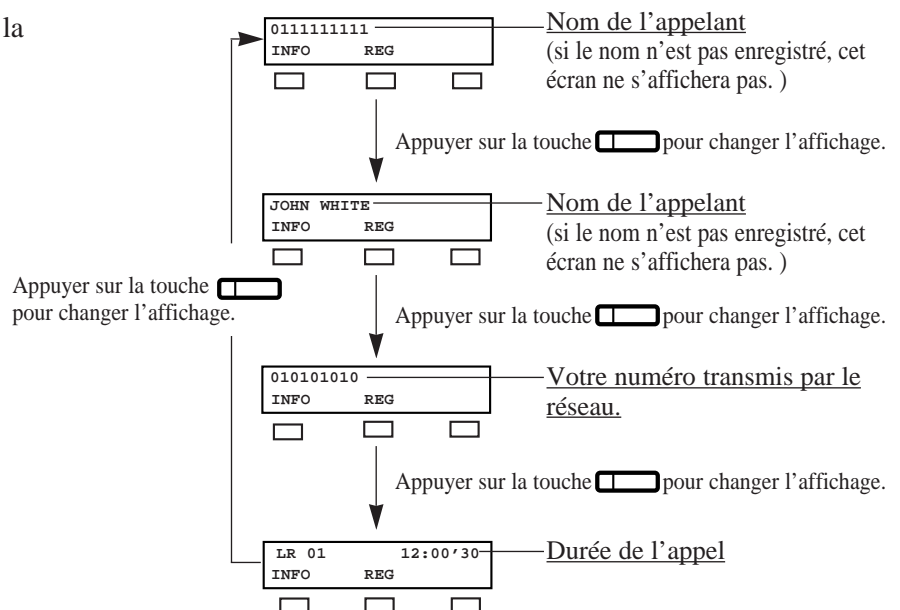 la
0111111111
INFO REG
Nom de l’appelant
(si le nom n’est pas enregistré, cet
écran ne s’affichera pas. )
Appuyer sur la touche pour changer l’affichage.
JOHN WHITE
INFO REG
Nom de l’appelant
(si le nom n’est pas enregistré, cet
écran ne s’affichera pas. )
Appuyer sur la touche
pour changer l’affichage.
Appuyer sur la touche pour changer l’affichage.
010101010
INFO REG
Votre numéro transmis par le
réseau.
Appuyer sur la touche pour changer l’affichage.
LR 01 12:00’30
INFO REG
Durée de l’appel